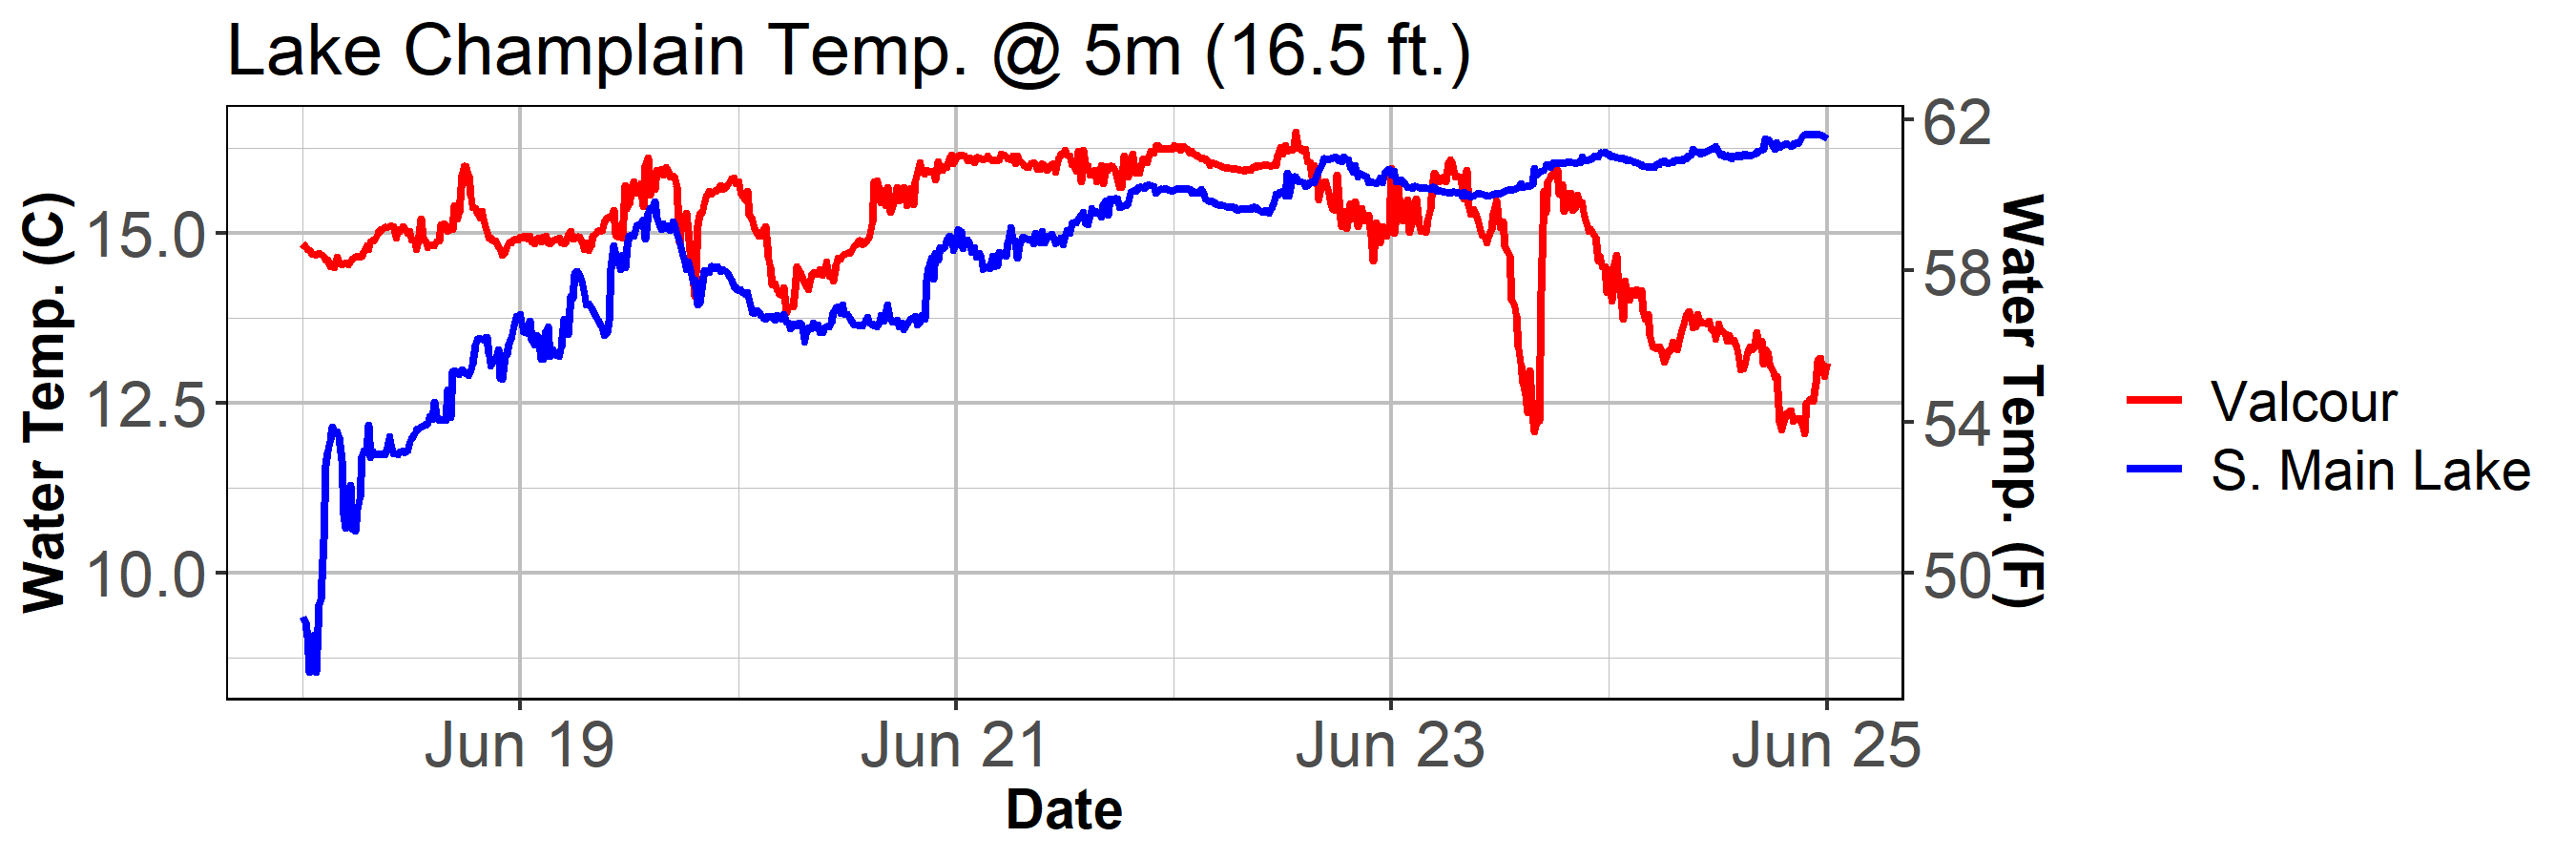 Lake Champlain Temp. @ 5m (16.5 ft.)
Water Temp. (C)
15.0
12.5
10.0
62
58
54
50
Water Temp. (F)
Jun 19
Jun 21
Jun 23
Jun 25
Date
Valcour
S. Main Lake